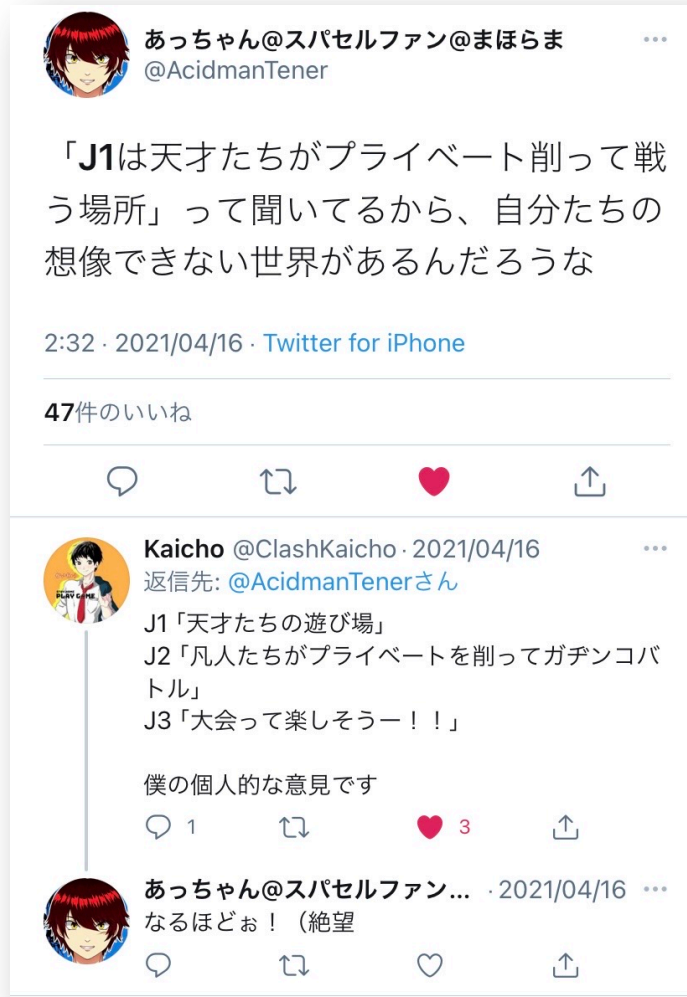 あっちゃん@スパセルファン@まほらま
@AcidmanTener
「J1は天才たちがプライベート削って戦
う場所」って聞いてるから、自分たちの
想像できない世界があるんだろうな
2:32 · 2021/04/16 · Twitter for iPhone
47件のいいね
Kaicho @ClashKaicho · 2021/04/16
返信先: @AcidmanTenerさん
J1「天才たちの遊び場」
J2「凡人たちがプライベートを削ってガヂンコバ
トル」
J3「大会って楽しそうー！！」
僕の個人的な意見です
1
3
あっちゃん@スパセルファン... · 2021/04/16
なるほどぉ！（絶望